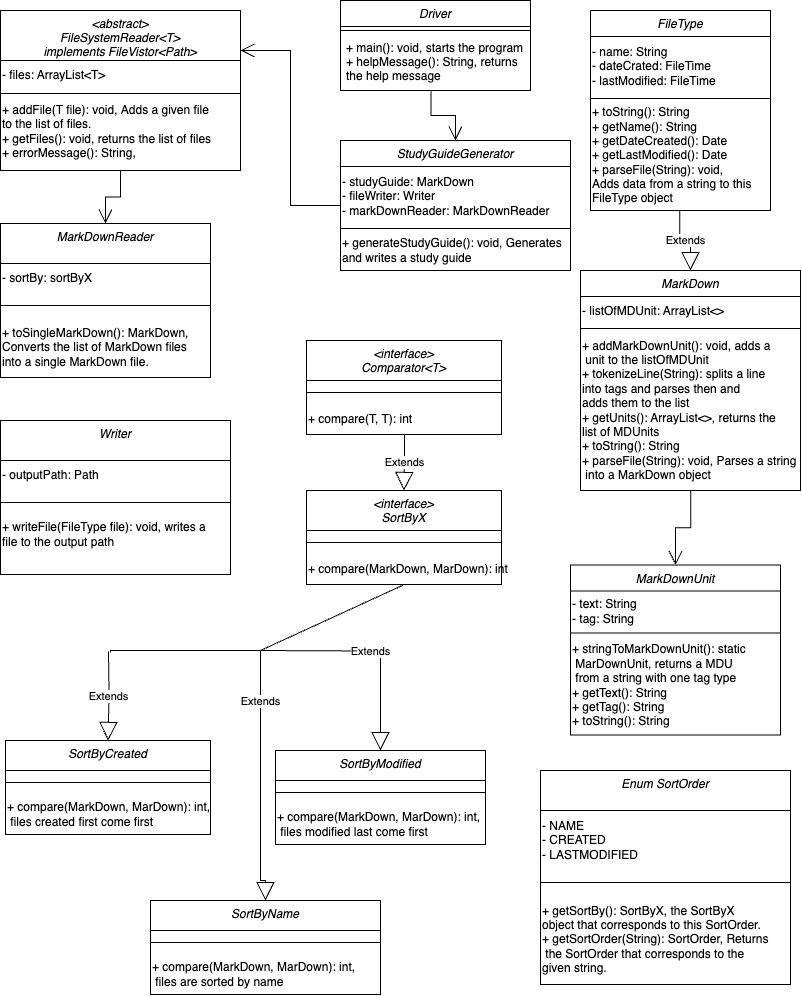 <abstract>
FileSystemReader<T>
implements FileVistor<Path>
- files: ArrayList<T>
+ addFile(T file): void, Adds a given file
to the list of files.
+ getFiles(): void, returns the list of files
+ errorMessage(): String,
Driver
+ main(): void, starts the program
+ helpMessage(): String, returns
the help message
FileType
- name: String
- dateCrated: FileTime
- lastModified: FileTime
+ toString(): String
+ getName(): String
+ getDateCreated(): Date
+ getLastModified(): Date
+ parseFile(String): void,
Adds data from a string to this
FileType object
StudyGuideGenerator
- studyGuide: MarkDown
- fileWriter: Writer
- markDownReader: MarkDownReader
+ generateStudyGuide(): void, Generates
and writes a study guide
MarkDownReader
- sortBy: sortByX
+ toSingleMarkDown(): MarkDown,
Converts the list of MarkDown files
into a single MarkDown file.
Extends
MarkDown
- listOfMDUnit: ArrayList<>
+ addMarkDownUnit(): void, adds a
unit to the listOfMDUnit
+ tokenizeLine(String): splits a line
into tags and parses then and
adds them to the list
+ getUnits(): ArrayList<>, returns the
list of MDUnits
+ toString(): String
+ parseFile(String): void, Parses a string
into a MarkDown object
<interface>
Comparator<T>
+ compare(T, T): int
Extends
Writer
- outputPath: Path
+ writeFile(FileType file): void, writes a
file to the output path
<interface>
SortByX
+ compare(MarkDown, MarDown): int
MarkDownUnit
- text: String
- tag: String
+ stringToMarkDownUnit(): static
MarDownUnit, returns a MDU
from a string with one tag type
+ getText(): String
+ getTag(): String
+ toString(): String
Extends
Extends
Extends
SortByCreated
+ compare(MarkDown, MarDown): int,
files created first come first
SortByModified
+ compare(MarkDown, MarDown): int,
files modified last come first
SortByName
+ compare(MarkDown, MarDown): int,
files are sorted by name
Enum SortOrder
- NAME
- CREATED
- LASTMODIFIED
+ getSortBy(): SortByX, the SortByX
object that corresponds to this SortOrder.
+ getSortOrder(String): SortOrder, Returns
the SortOrder that corresponds to the
given string.